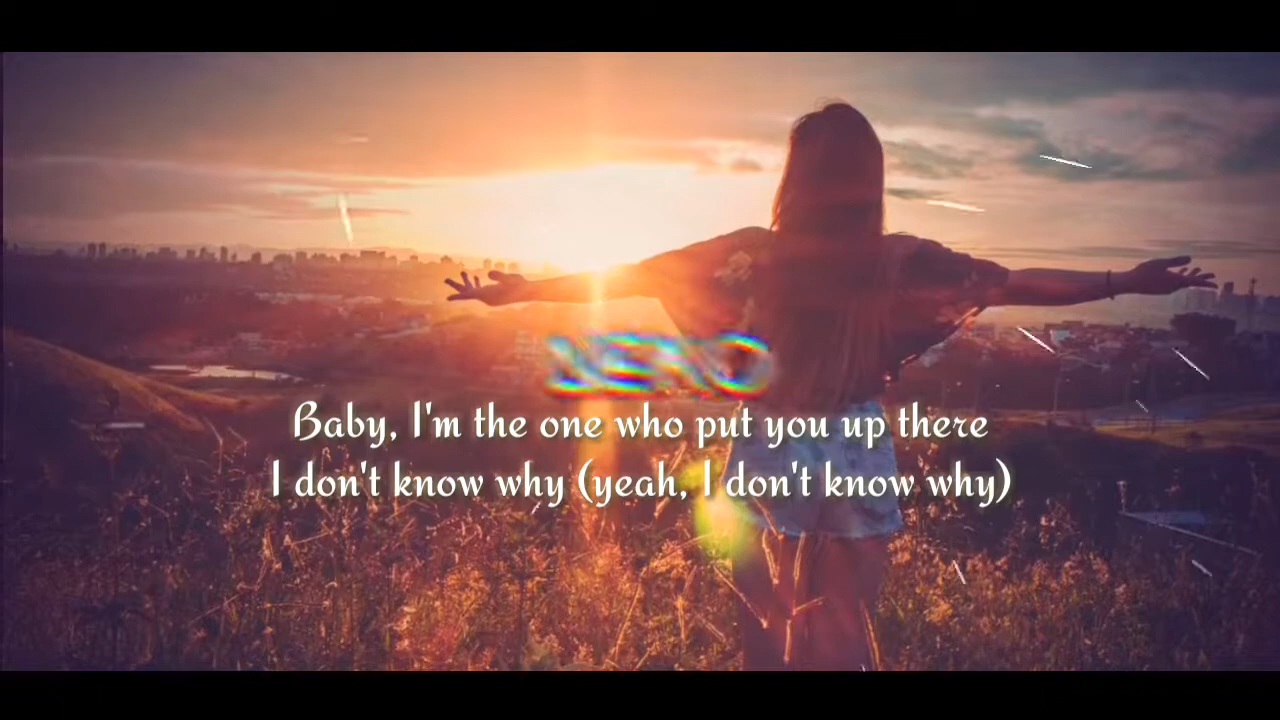 Baby, I'm the one who put you up there
I don't know why (yeah, I don't know why)